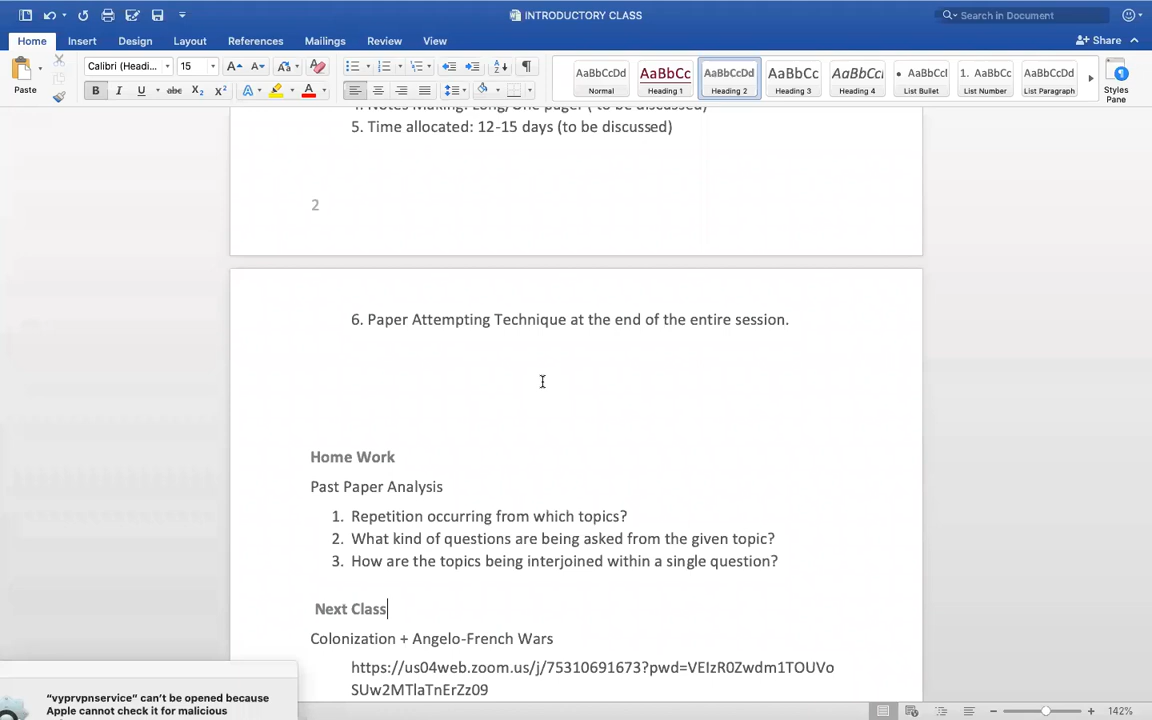 INTRODUCTORY CLASS
Search in Document
Home Insert Design Layout References Mailings Review View
Share
Paste
Calibri (Headi...
15
AaBbCcDd AaBbCc AaBbCcDd AaBbCc AaBbCcI AaBbCcI 1. AaBbCc AaBbCcDd
Normal Heading 1 Heading 2 Heading 3 Heading 4 List Bullet List Number List Paragraph
Styles
Pane
4. Notes Making: Long/One pager ( to be discussed)
5. Time allocated: 12-15 days (to be discussed)
2
6. Paper Attempting Technique at the end of the entire session.
Home Work
Past Paper Analysis
1. Repetition occurring from which topics?
2. What kind of questions are being asked from the given topic?
3. How are the topics being interjoined within a single question?
Next Class
Colonization + Angelo-French Wars
https://us04web.zoom.us/j/75310691673?pwd=VEIzR0Zwdm1TOUVo
SUw2MTlaTnErZz09
“vyprvpnservice” can’t be opened because
Apple cannot check it for malicious
142%